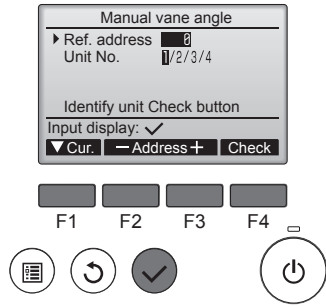 Manual vane angle
▶Ref. address 0
Unit No. 1/2/3/4
Identify unit Check button
Input display: ✓
▼Cur. －Address＋ Check
F1 F2 F3 F4